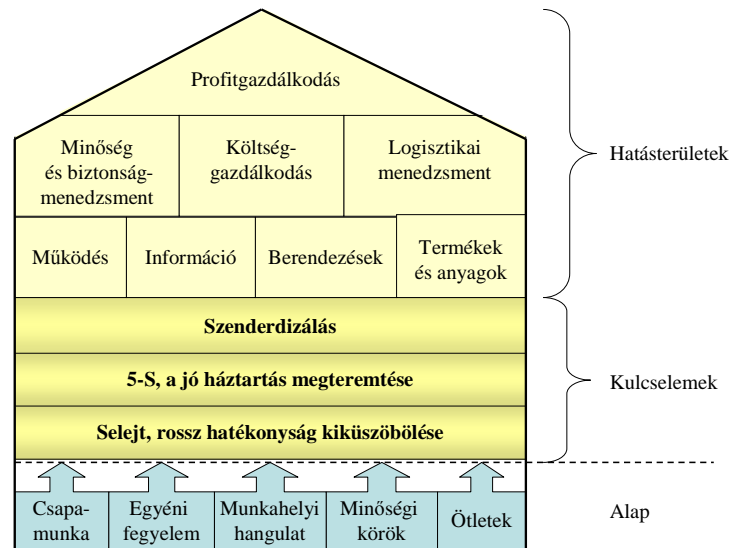 Profitgazdálkodás
Minőség
és biztonság-
menedzsment
Költség-
gazdálkodás
Logisztikai
menedzsment
Hatásterületek
Működés
Információ
Berendezések
Termékek
és anyagok
Szenderdizálás
5-S, a jó háztartás megteremtése
Selejt, rossz hatékonyság kiküszöbölése
Kulcselemek
Csapa-
munka
Egyéni
fegyelem
Munkahelyi
hangulat
Minőségi
körök
Ötletek
Alap